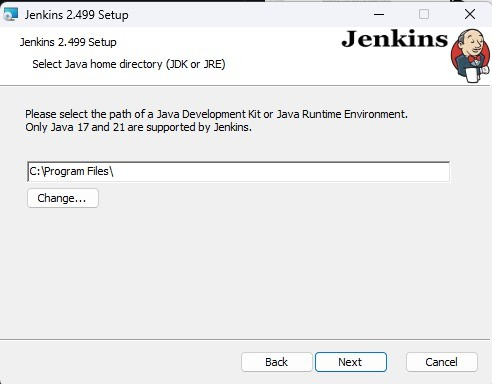 Jenkins 2.499 Setup
Jenkins 2.499 Setup
Jenkins
Select Java home directory (JDK or JRE)
Please select the path of a Java Development Kit or Java Runtime Environment.
Only Java 17 and 21 are supported by Jenkins.
C:\Program Files\
Change...
Back
Next
Cancel